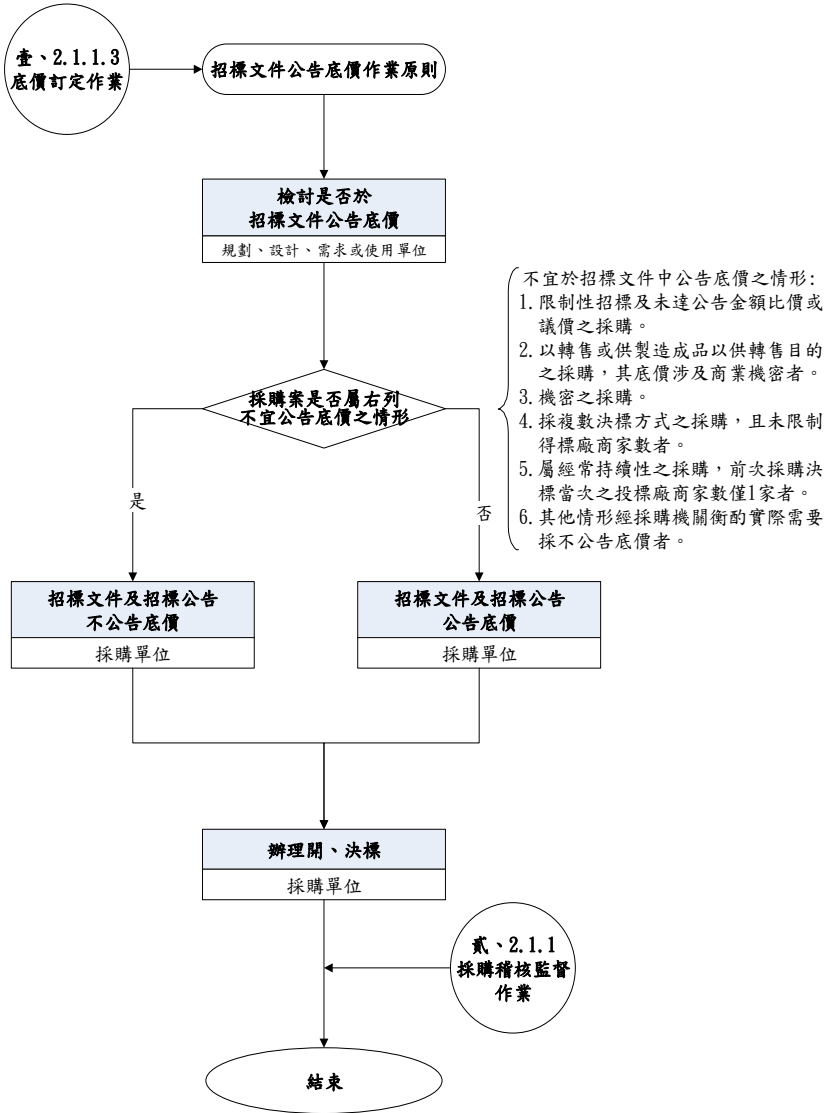 壹、2.1.1.3
底價訂定作業
招標文件公告底價作業原則
檢討是否於
招標文件公告底價
規劃、設計、需求或使用單位
採購案是否屬右列
不宜公告底價之情形
不宜於招標文件中公告底價之情形:
1.限制性招標及未達公告金額比價或
議價之採購。
2.以轉售或供製造成品以供轉售目的
之採購，其底價涉及商業機密者。
3.機密之採購。
4.採複數決標方式之採購，且未限制
得標廠商家數者。
5.屬經常持續性之採購，前次採購決
標當次之投標廠商家數僅1家者。
6.其他情形經採購機關衡酌實際需要
採不公告底價者。
是
否
招標文件及招標公告
不公告底價
採購單位
招標文件及招標公告
公告底價
採購單位
辦理開、決標
採購單位
貳、2.1.1
採購稽核監督
作業
結束